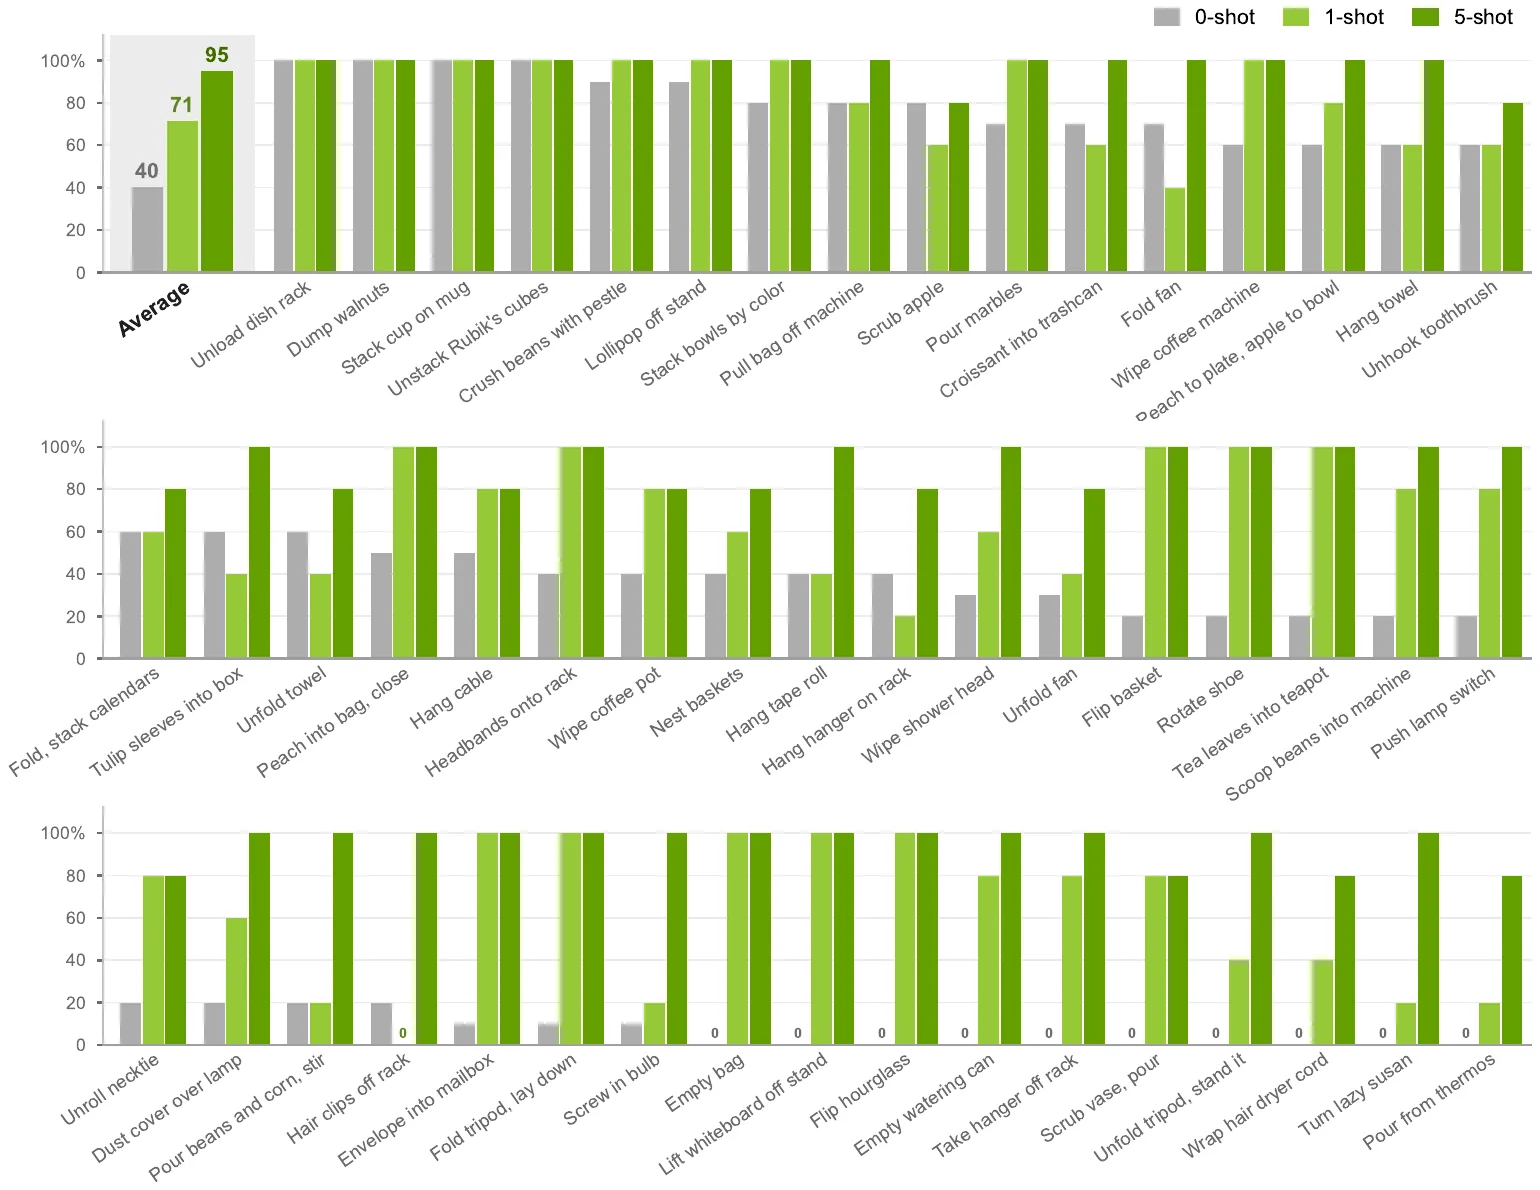 0-shot 1-shot 5-shot
100%
80
60
40
20
0
40
71
95
Average
Unload dish rack
Dump walnuts
Stack cup on mug
Unstack Rubik's cubes
Crush beans with pestle
Lollipop off stand
Stack bowls by color
Pull bag off machine
Scrub apple
Pour marbles
Croissant into trashcan
Fold fan
Wipe coffee machine
Peach to plate, apple to bowl
Hang towel
Unhook toothbrush
100%
80
60
40
20
0
Fold, stack calendars
Tulip sleeves into box
Unfold towel
Peach into bag, close
Hang cable
Headbands onto rack
Wipe coffee pot
Nest baskets
Hang tape roll
Hang hanger on rack
Wipe shower head
Unfold fan
Flip basket
Rotate shoe
Tea leaves into teapot
Scoop beans into machine
Push lamp switch
100%
80
60
40
20
0
0 0 0 0 0 0 0 0 0 0 0
Unroll necktie
Dust cover over lamp
Pour beans and corn, stir
Hair clips off rack
Envelope into mailbox
Fold tripod, lay down
Screw in bulb
Empty bag
Lift whiteboard off stand
Flip hourglass
Empty watering can
Take hanger off rack
Scrub vase, pour
Unfold tripod, stand it
Wrap hair dryer cord
Turn lazy susan
Pour from thermos